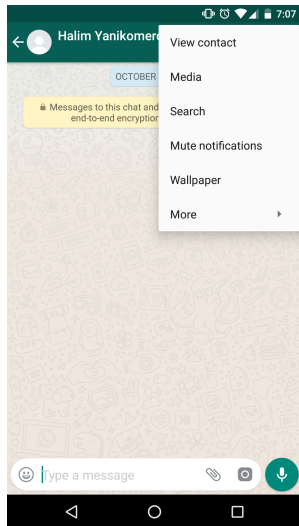 7:07
Halim Yanikomer
View contact
OCTOBER
Media
Messages to this chat and
end-to-end encryption
Search
Mute notifications
Wallpaper
More
Type a message